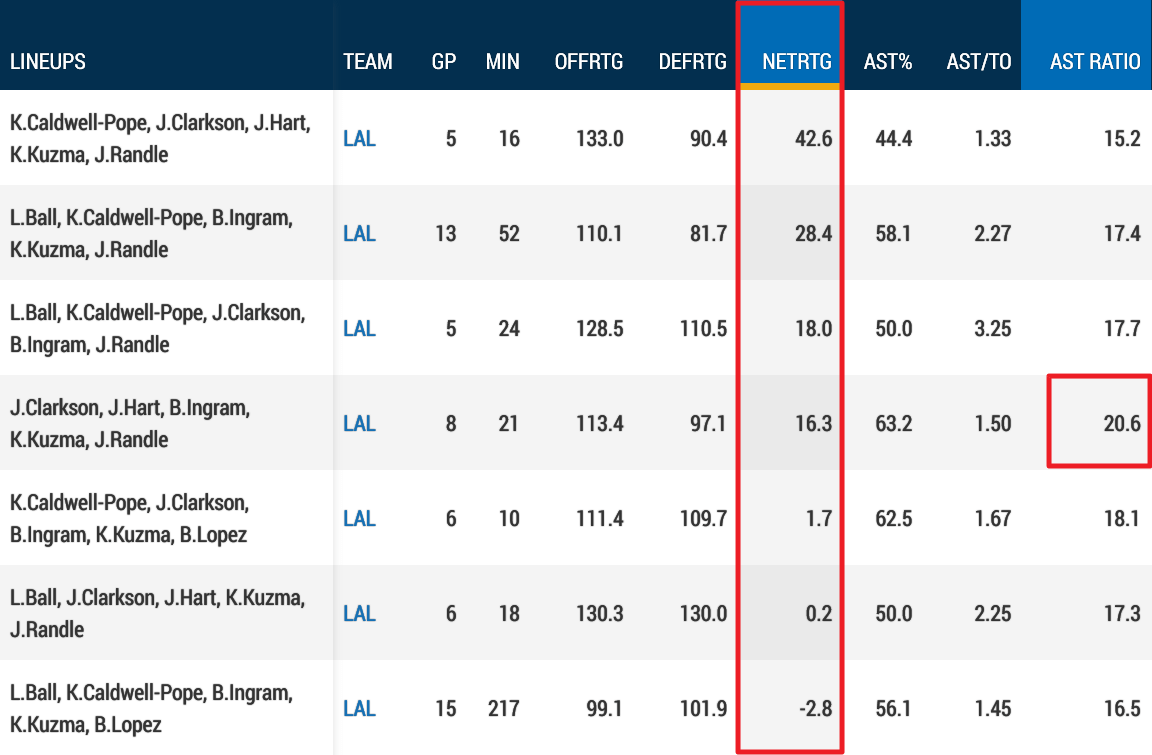 LINEUPS TEAM GP MIN OFFRTG DEFRTG NETRTG AST% AST/TO AST RATIO
K.Caldwell-Pope, J.Clarkson, J.Hart,
K.Kuzma, J.Randle
LAL 5 16 133.0 90.4 42.6 44.4 1.33 15.2
L.Ball, K.Caldwell-Pope, B.Ingram,
K.Kuzma, J.Randle
LAL 13 52 110.1 81.7 28.4 58.1 2.27 17.4
L.Ball, K.Caldwell-Pope, J.Clarkson,
B.Ingram, J.Randle
LAL 5 24 128.5 110.5 18.0 50.0 3.25 17.7
J.Clarkson, J.Hart, B.Ingram,
K.Kuzma, J.Randle
LAL 8 21 113.4 97.1 16.3 63.2 1.50 20.6
K.Caldwell-Pope, J.Clarkson,
B.Ingram, K.Kuzma, B.Lopez
LAL 6 10 111.4 109.7 1.7 62.5 1.67 18.1
L.Ball, J.Clarkson, J.Hart, K.Kuzma,
J.Randle
LAL 6 18 130.3 130.0 0.2 50.0 2.25 17.3
L.Ball, K.Caldwell-Pope, B.Ingram,
K.Kuzma, B.Lopez
LAL 15 217 99.1 101.9 -2.8 56.1 1.45 16.5